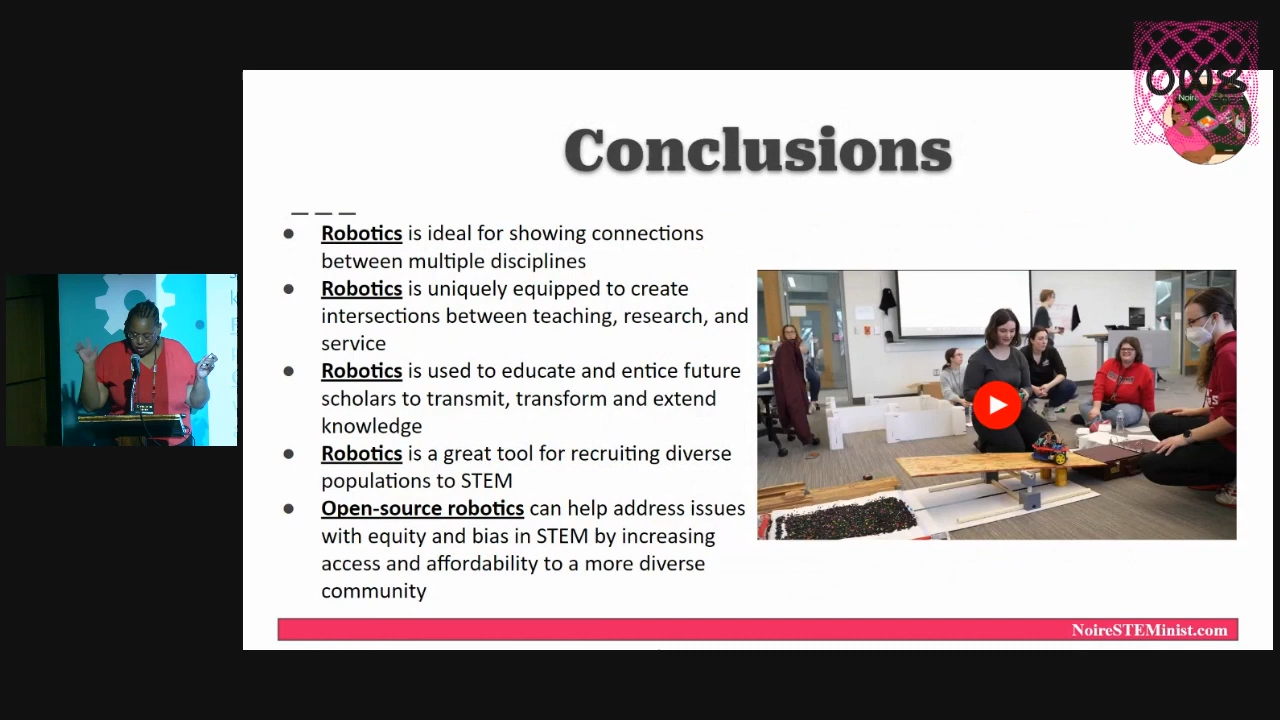 OHS
Noire
Conclusions
Robotics is ideal for showing connections
between multiple disciplines
Robotics is uniquely equipped to create
intersections between teaching, research, and
service
Robotics is used to educate and entice future
scholars to transmit, transform and extend
knowledge
Robotics is a great tool for recruiting diverse
populations to STEM
Open-source robotics can help address issues
with equity and bias in STEM by increasing
access and affordability to a more diverse
community
NoireSTEMinist.com